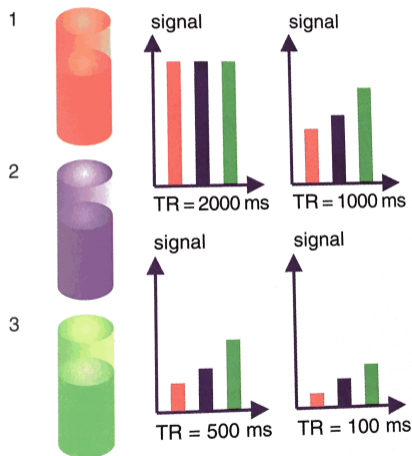 1
signal
signal
TR = 2000 ms
TR = 1000 ms
2
signal
signal
3
TR = 500 ms
TR = 100 ms